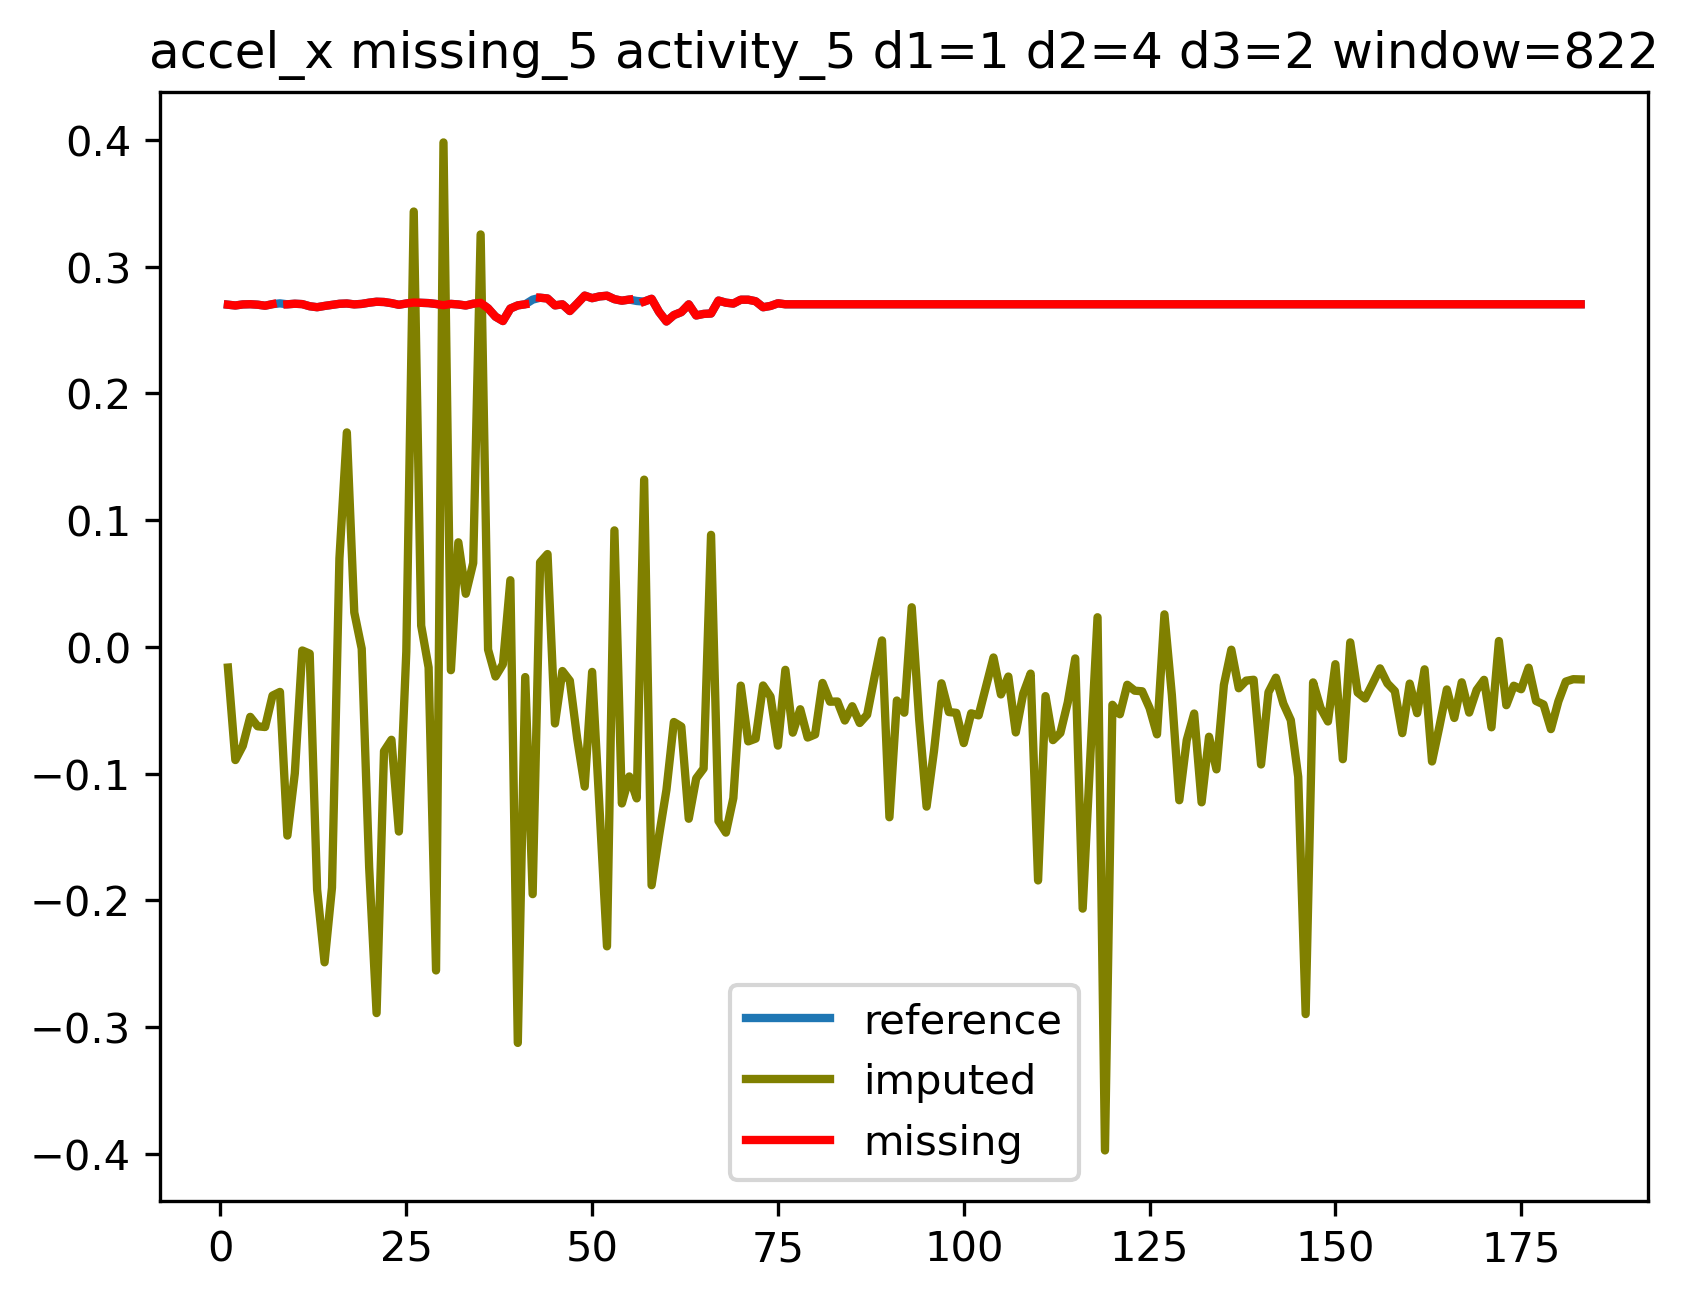 accel_x missing_5 activity_5 d1=1 d2=4 d3=2 window=822
0.4
0.3
0.2
0.1
0.0
−0.1
−0.2
−0.3
−0.4
reference
imputed
missing
0 25 50 75 100 125 150 175